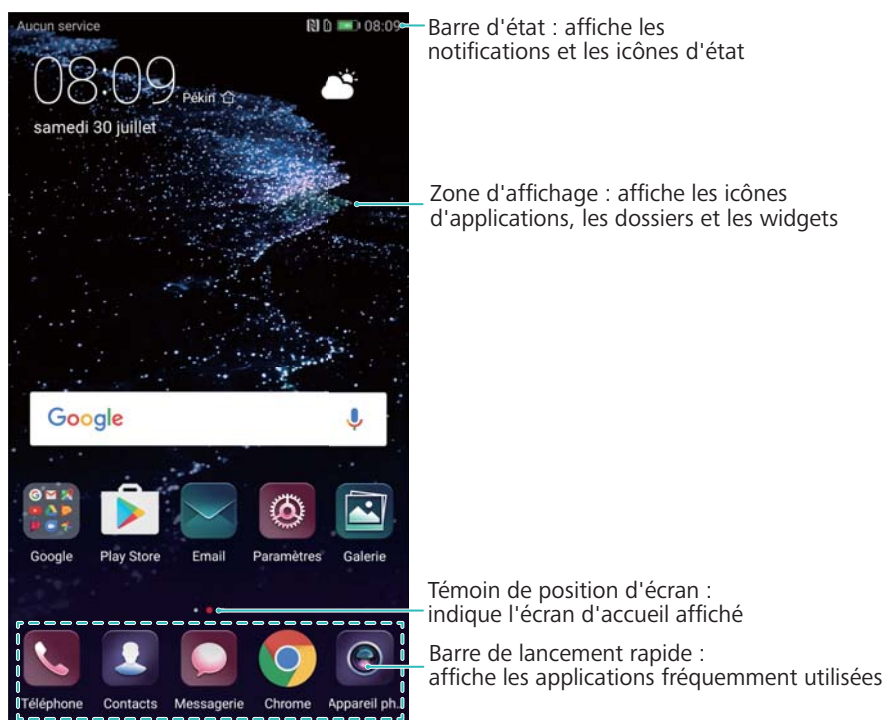 Aucun service
08:09
08:09
Pékin
samedi 30 juillet
Google
Google
Play Store
Email
Paramètres
Galerie
Téléphone
Contacts
Messagerie
Chrome
Appareil ph..
Barre d'état : affiche les
notifications et les icônes d'état
Zone d'affichage : affiche les icônes
d'applications, les dossiers et les widgets
Témoin de position d'écran :
indique l'écran d'accueil affiché
Barre de lancement rapide :
affiche les applications fréquemment utilisées